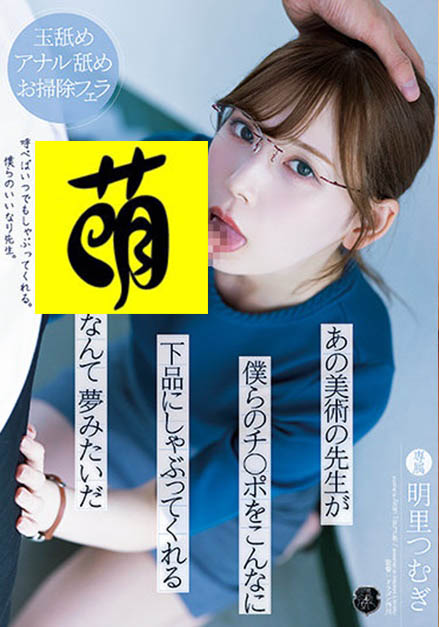 玉舐め
アナル舐め
お掃除フェラ
呼べばいつでもしゃぶってくれる。
僕らのいいなり先生。
萌
あの美術の先生が
僕らのチ〇ポをこんなに
下品にしゃぶってくれる
なんて夢みたいだ
専属
明里つむぎ